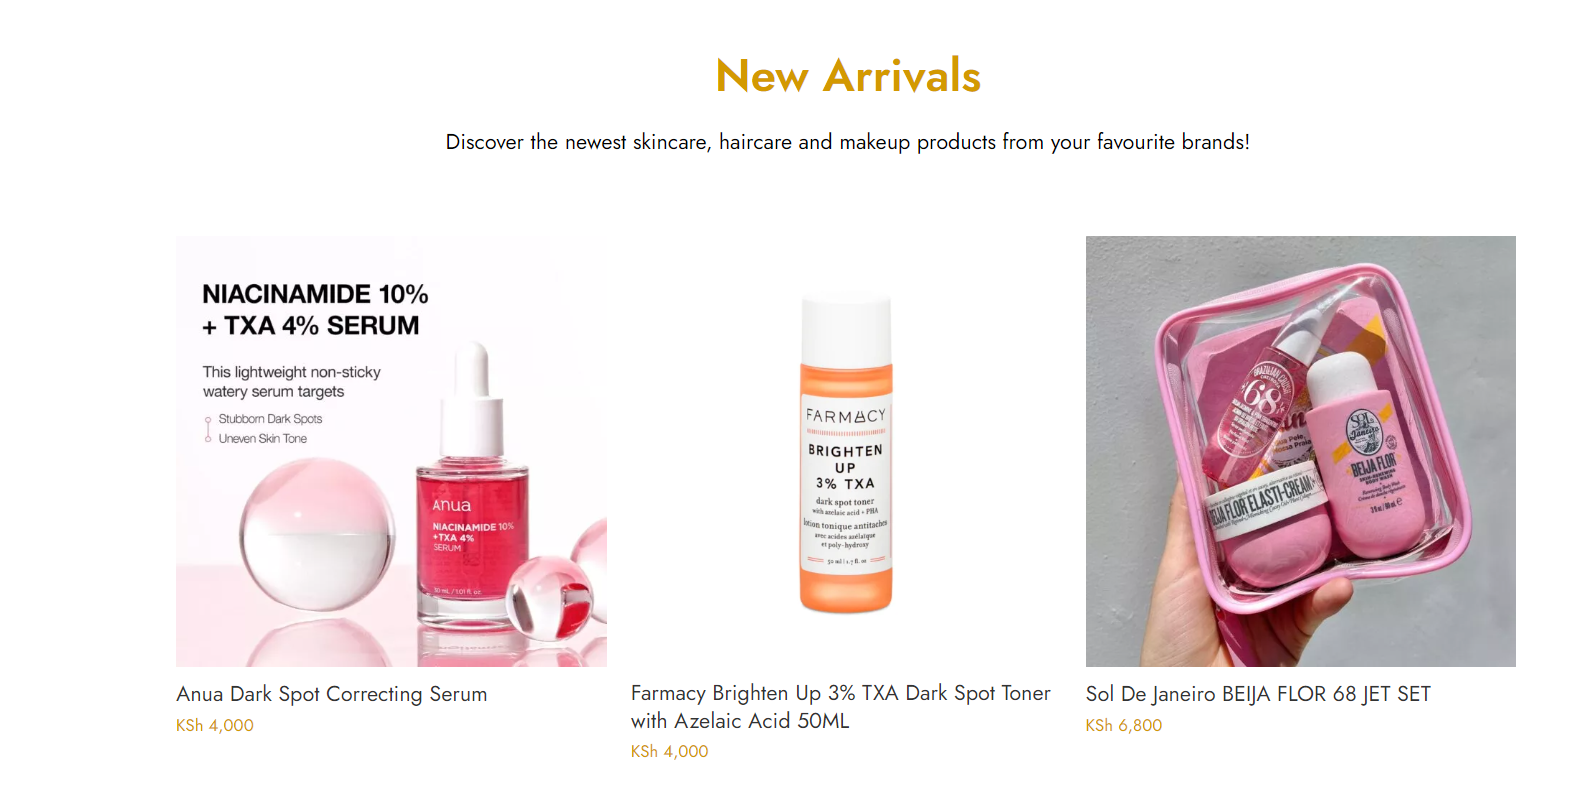 New Arrivals
Discover the newest skincare, haircare and makeup products from your favourite brands!
NIACINAMIDE 10%
+ TXA 4% SERUM
This lightweight non-sticky
watery serum targets
Stubborn Dark Spots
Uneven Skin Tone
Anua
NIACINAMIDE 10%
+TXA 4%
SERUM
30 mL / 1.01 fl. oz
Anua Dark Spot Correcting Serum
KSh 4,000
FARMACY
BRIGHTEN
UP
3% TXA
dark spot toner
with azelaic acid + PHA
lotion tonique antitaches
avec acides azélaïque
et poly-hydroxy
50 ml | 1.7 fl. oz
Farmacy Brighten Up 3% TXA Dark Spot Toner
with Azelaic Acid 50ML
KSh 4,000
68
SOL
de Janeiro
BEIJA FLOR
SKIN-RENEWING
BODY WASH
BEIJA FLOR ELASTI-CREAM
Sol De Janeiro BEIJA FLOR 68 JET SET
KSh 6,800